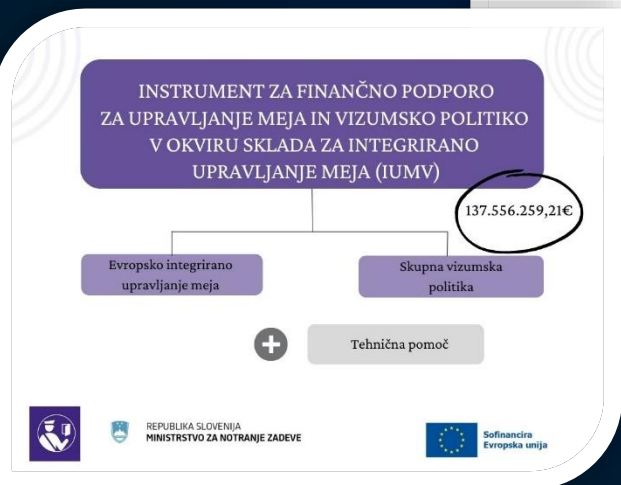 INSTRUMENT ZA FINANČNO PODPORO
ZA UPRAVLJANJE MEJA IN VIZUMSKO POLITIKO
V OKVIRU SKLADA ZA INTEGRIRANO
UPRAVLJANJE MEJA (IUMV)
137.556.259,21€
Evropsko integrirano
upravljanje meja
Skupna vizumska
politika
Tehnična pomoč
REPUBLIKA SLOVENIJA
MINISTRSTVO ZA NOTRANJE ZADEVE
Sofinancira
Evropska unija